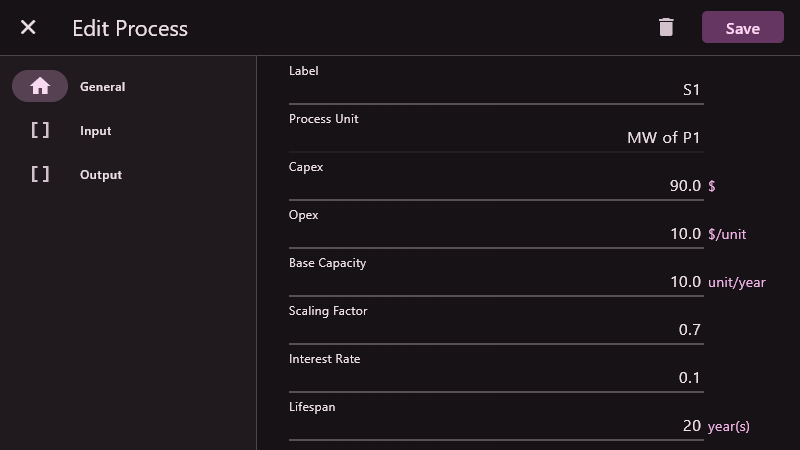 Edit Process
Save
General
Input
Output
Label
S1
Process Unit
MW of P1
Capex
90.0 $
Opex
10.0 $/unit
Base Capacity
10.0 unit/year
Scaling Factor
0.7
Interest Rate
0.1
Lifespan
20 year(s)